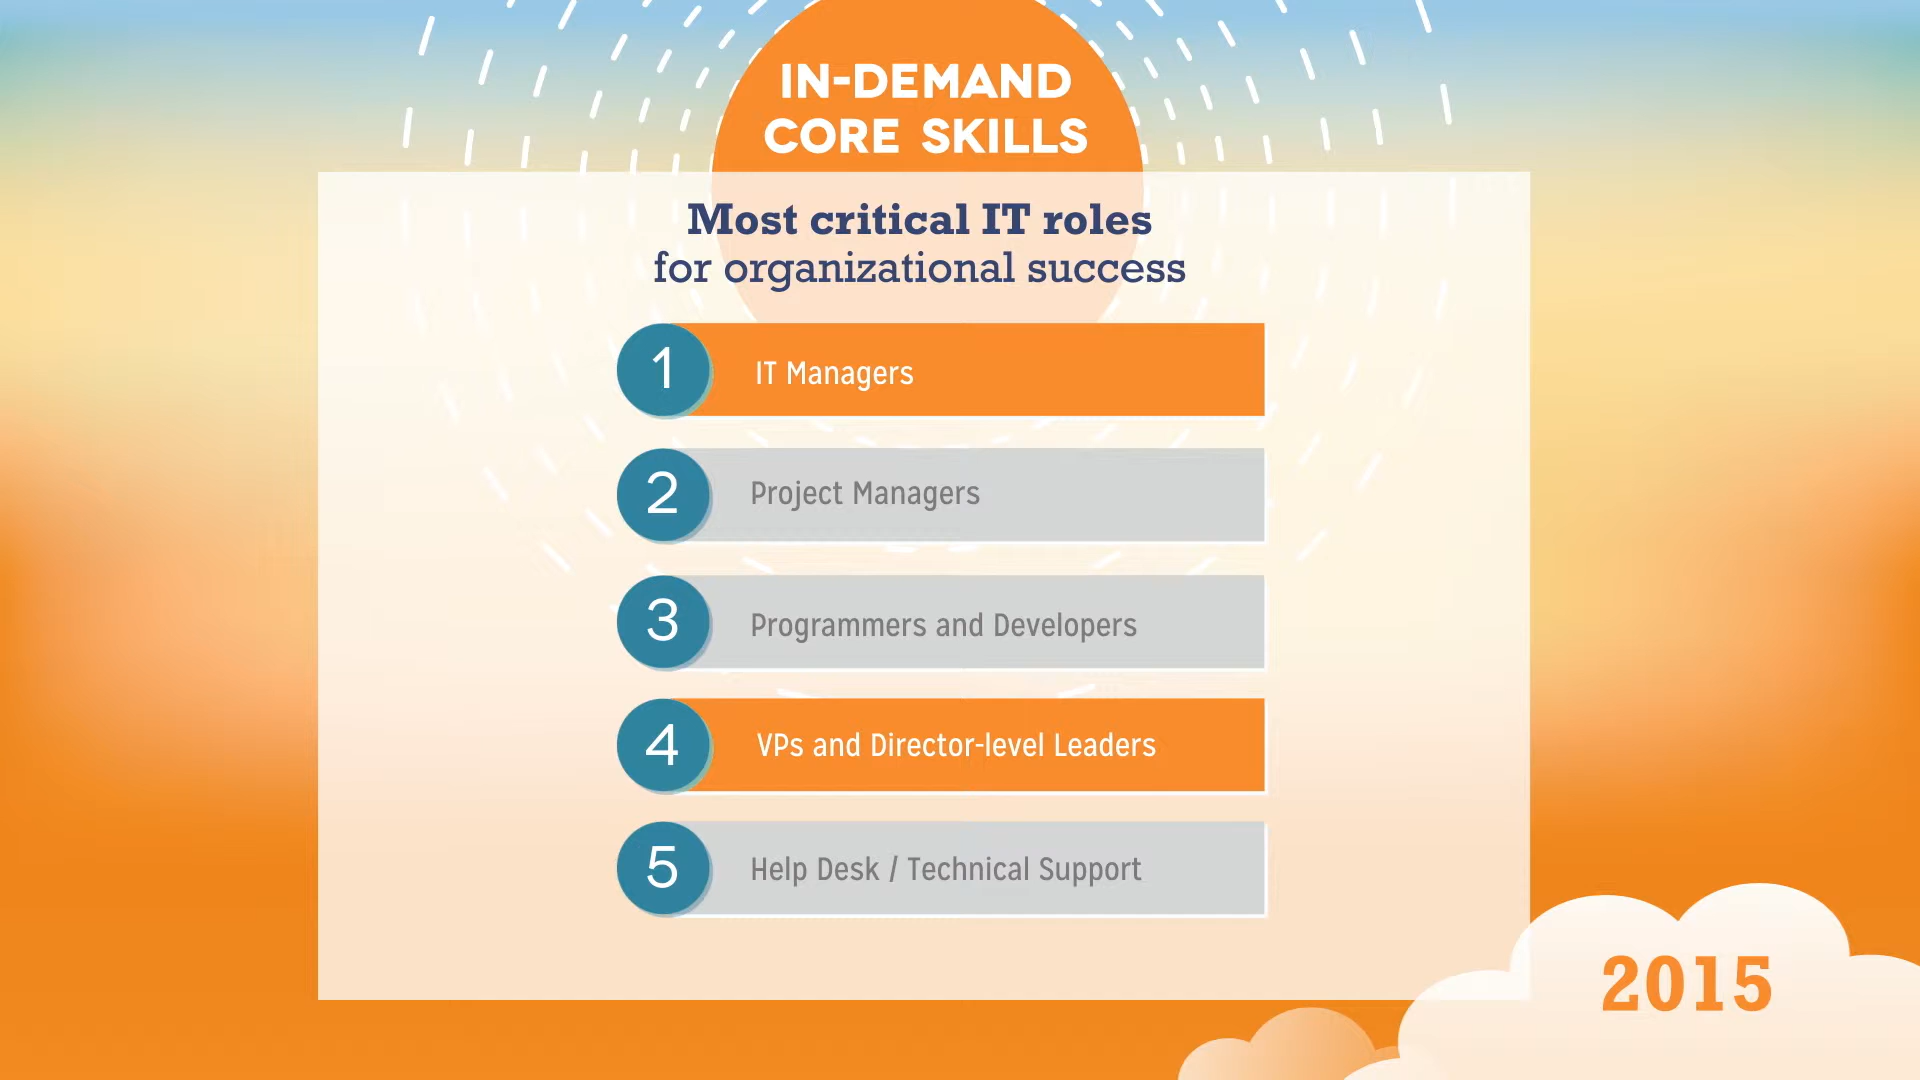 IN-DEMAND
CORE SKILLS
Most critical IT roles
for organizational success
1 IT Managers
2 Project Managers
3 Programmers and Developers
4 VPs and Director-level Leaders
5 Help Desk / Technical Support
2015